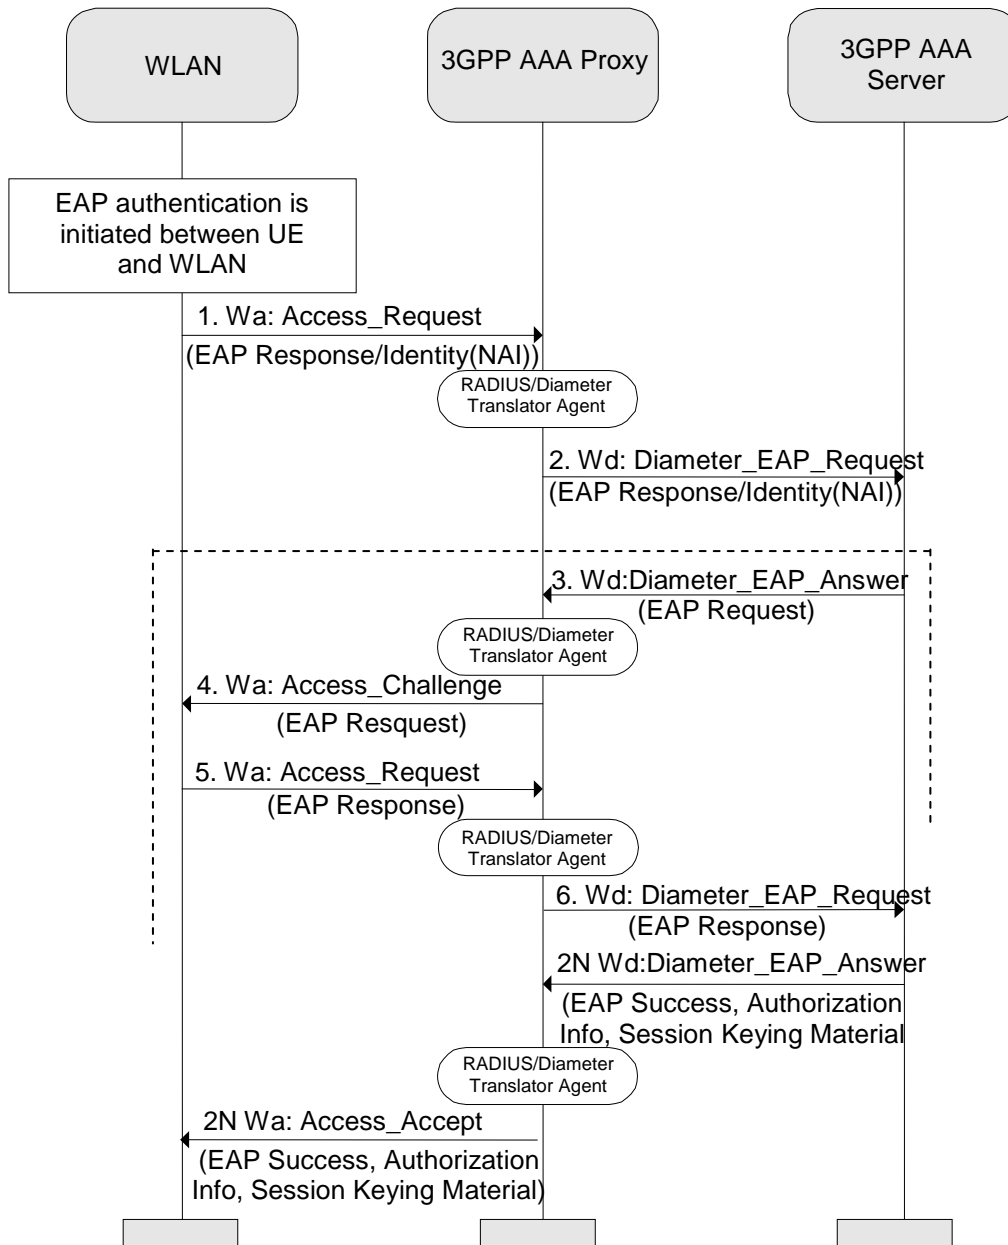 WLAN
3GPP AAA Proxy
3GPP AAA
Server
EAP authentication is
initiated between UE
and WLAN
1. Wa: Access_Request
(EAP Response/Identity(NAI))
RADIUS/Diameter
Translator Agent
2. Wd: Diameter_EAP_Request
(EAP Response/Identity(NAI))
3. Wd:Diameter_EAP_Answer
(EAP Request)
RADIUS/Diameter
Translator Agent
4. Wa: Access_Challenge
(EAP Resquest)
5. Wa: Access_Request
(EAP Response)
RADIUS/Diameter
Translator Agent
6. Wd: Diameter_EAP_Request
(EAP Response)
2N Wd:Diameter_EAP_Answer
(EAP Success, Authorization
Info, Session Keying Material
RADIUS/Diameter
Translator Agent
2N Wa: Access_Accept
(EAP Success, Authorization
Info, Session Keying Material)